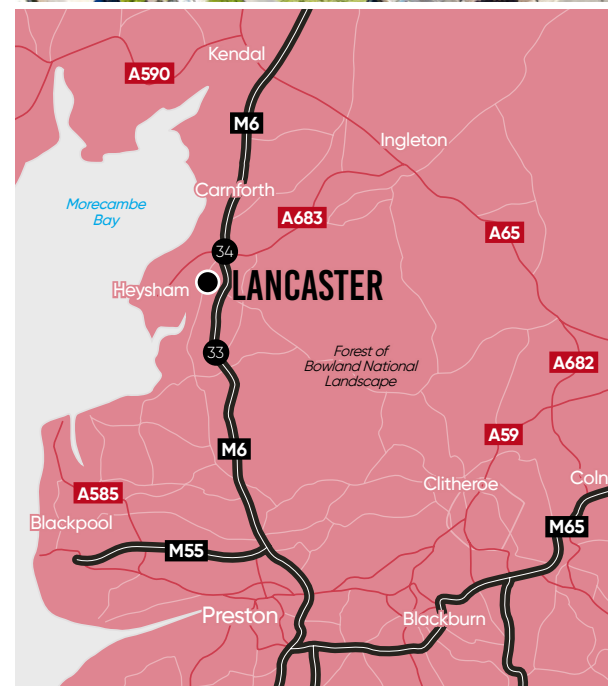 Kendal
A590
M6
Ingleton
Carnforth
Morecambe
Bay
A683
A65
34
Heysham
LANCASTER
33
Forest of
Bowland National
Landscape
A682
A59
M6
Clitheroe
Coln
A585
Blackpool
M65
M55
Preston
Blackburn